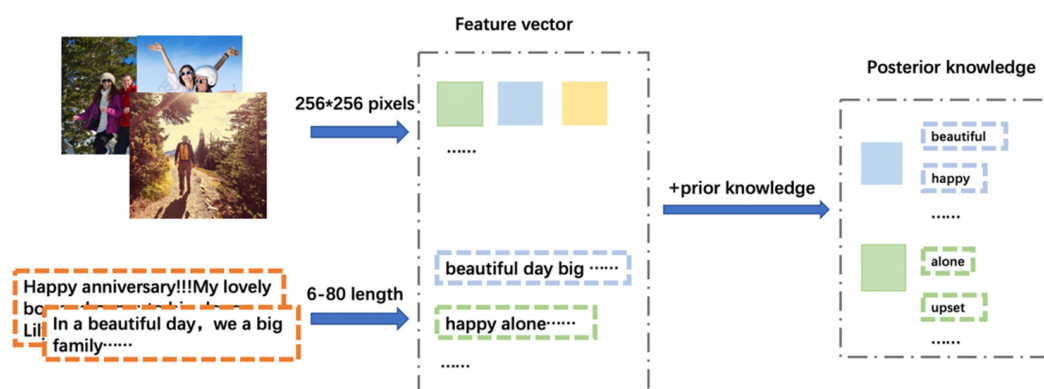 Feature vector
Posterior knowledge
256*256 pixels
……
beautiful
happy
……
+prior knowledge
alone
upset
……
Happy anniversary!!!My lovely
Lil
In a beautiful day，we a big
family……
6-80 length
beautiful day big ……
happy alone……
……